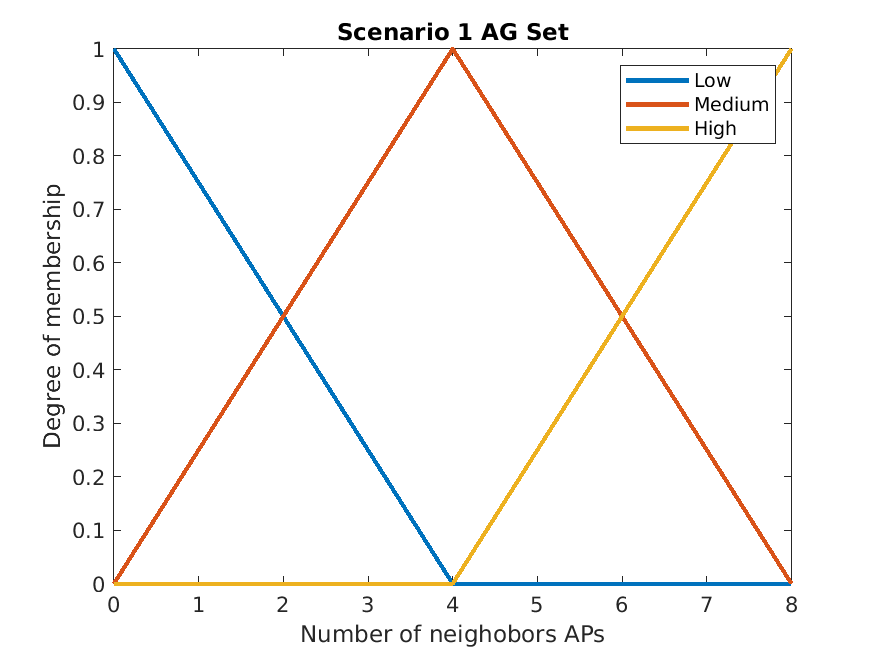 Scenario 1 AG Set
1
0.9
0.8
0.7
0.6
0.5
0.4
0.3
0.2
0.1
0
Degree of membership
Low
Medium
High
0 1 2 3 4 5 6 7 8
Number of neighobors APs